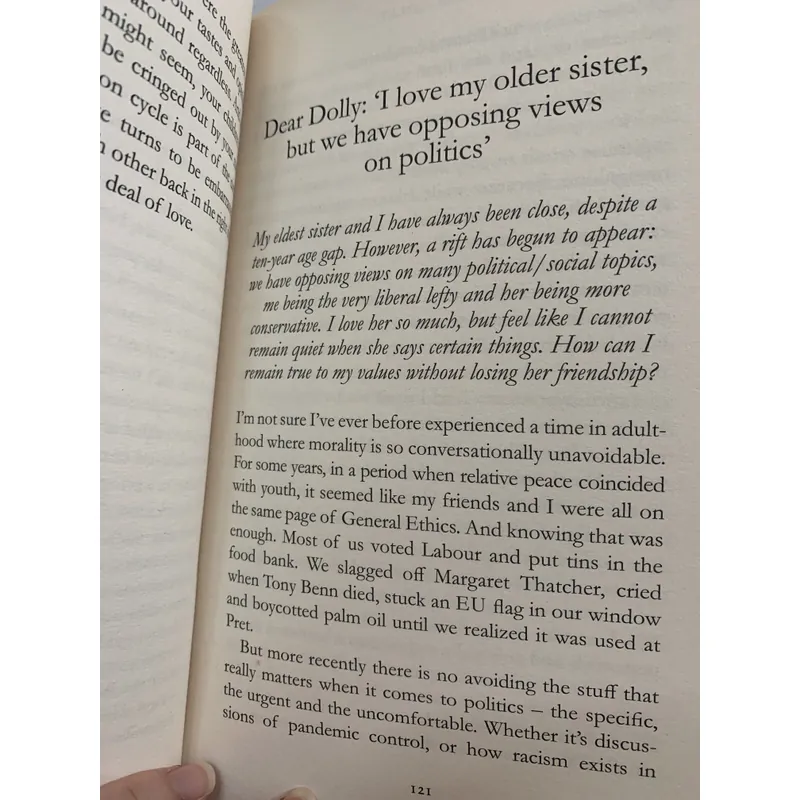 ere the
your tastes and
around regardless.
might seem, your
be cringed out by your
on cycle is part of the
e turns to be
other back in the
deal of love.
Dear Dolly: ‘I love my older sister,
but we have opposing views
on politics’
My eldest sister and I have always been close, despite a
ten-year age gap. However, a rift has begun to appear:
we have opposing views on many political/social topics,
me being the very liberal lefty and her being more
conservative. I love her so much, but feel like I cannot
remain quiet when she says certain things. How can I
remain true to my values without losing her friendship?
I’m not sure I’ve ever before experienced a time in adult-
hood where morality is so conversationally unavoidable.
For some years, in a period when relative peace coincided
with youth, it seemed like my friends and I were all on
the same page of General Ethics. And knowing that was
enough. Most of us voted Labour and put tins in the
food bank. We slagged off Margaret Thatcher, cried
when Tony Benn died, stuck an EU flag in our window
and boycotted palm oil until we realized it was used at
Pret.
But more recently there is no avoiding the stuff that
really matters when it comes to politics – the specific,
the urgent and the uncomfortable. Whether it’s discus-
sions of pandemic control, or how racism exists in
121